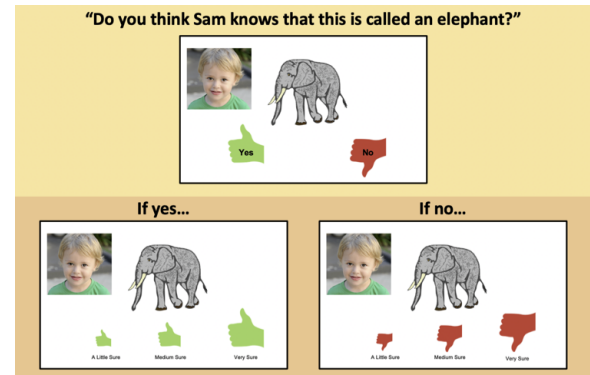 “Do you think Sam knows that this is called an elephant?”
Yes
No
If yes...
If no...
A Little Sure
Medium Sure
Very Sure
A Little Sure
Medium Sure
Very Sure